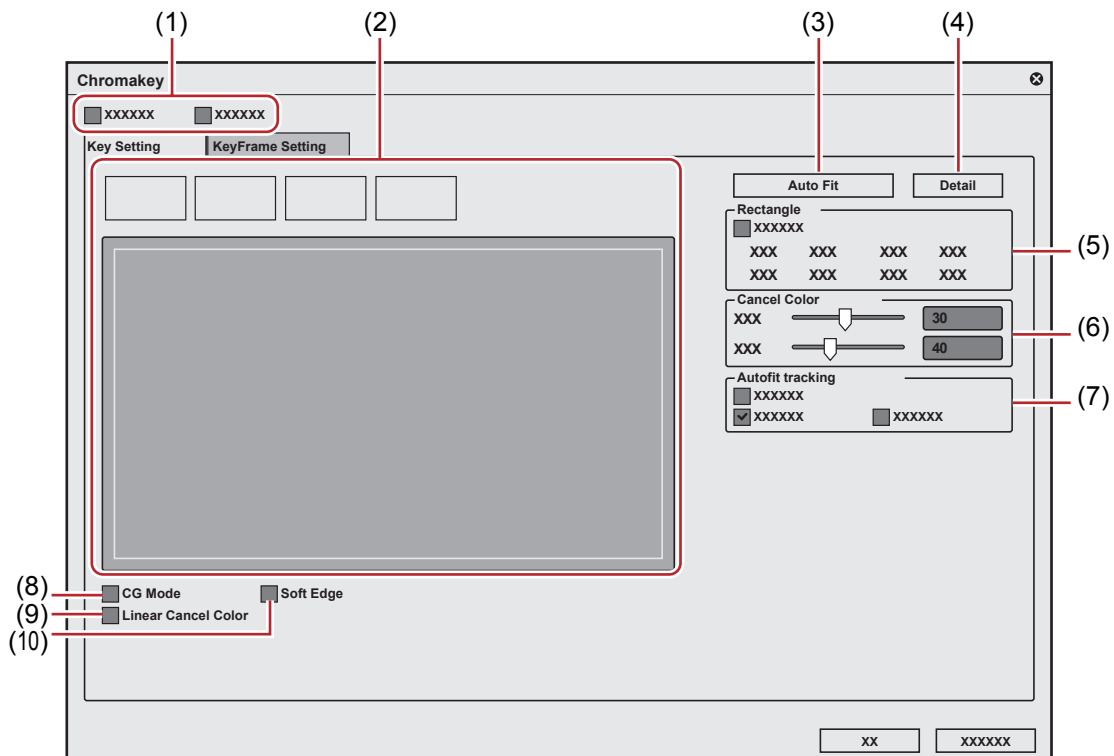 (1) (2) (3) (4)
Chromakey
XXXXXX XXXXXX
Key Setting KeyFrame Setting
Auto Fit Detail
Rectangle
XXXXXX
XXX XXX XXX XXX
XXX XXX XXX XXX
(5)
Cancel Color
XXX 30
XXX 40
(6)
Autofit tracking
XXXXXX
XXXXXX XXXXXX
(7)
(8) CG Mode Soft Edge
(9) Linear Cancel Color
(10)
XX XXXXXX